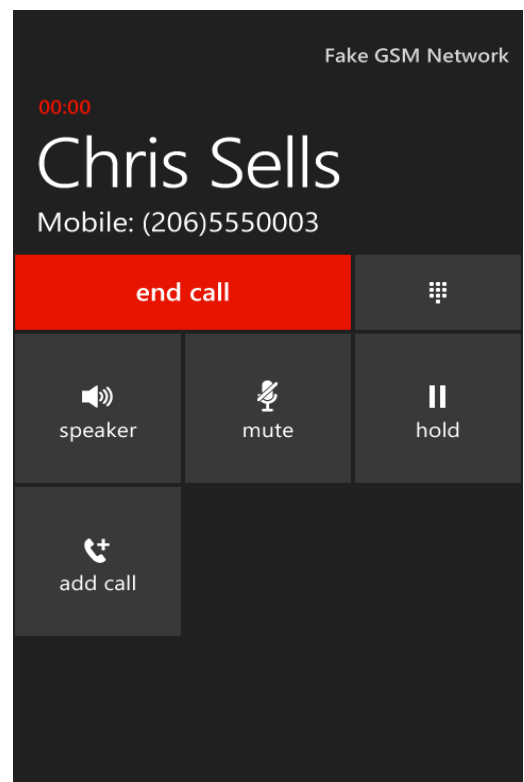 Fake GSM Network
00:00
Chris Sells
Mobile: (206)5550003
end call
speaker
mute
hold
add call